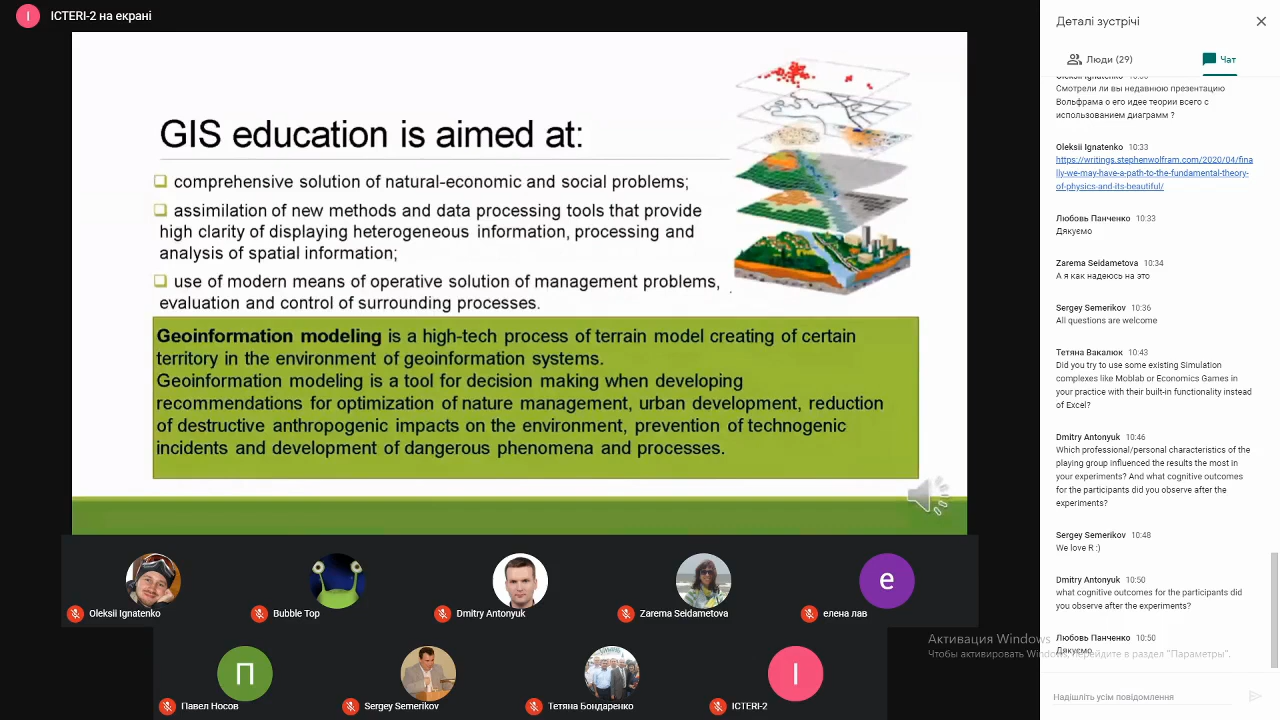 І
ICTERI-2 на екрані
GIS education is aimed at:
comprehensive solution of natural-economic and social problems;
assimilation of new methods and data processing tools that provide
high clarity of displaying heterogeneous information, processing and
analysis of spatial information;
use of modern means of operative solution of management problems,
evaluation and control of surrounding processes.
Geoinformation modeling is a high-tech process of terrain model creating of certain
territory in the environment of geoinformation systems.
Geoinformation modeling is a tool for decision making when developing
recommendations for optimization of nature management, urban development, reduction
of destructive anthropogenic impacts on the environment, prevention of technogenic
incidents and development of dangerous phenomena and processes.
Oleksii Ignatenko
Bubble Top
Dmitry Antonyuk
Zarema Seidametova
е
елена лав
П
Павел Носов
Sergey Semerikov
Тетяна Бондаренко
І
ICTERI-2
Деталі зустрічі
Люди (29)
Чат
Oleksii Ignatenko
Смотрели ли вы недавнюю презентацию
Вольфрама о его идее теории всего с
использованием диаграмм ?
Oleksii Ignatenko 10:33
https://writings.stephenwolfram.com/2020/04/fina
lly-we-may-have-a-path-to-the-fundamental-theory-
of-physics-and-its-beautiful/
Любовь Панченко 10:33
Дякуємо
Zarema Seidametova 10:34
А я как надеюсь на это
Sergey Semerikov 10:36
All questions are welcome
Тетяна Вакалюк 10:43
Did you try to use some existing Simulation
complexes like Moblab or Economics Games in
your practice with their built-in functionality instead
of Excel?
Dmitry Antonyuk 10:46
Which professional/personal characteristics of the
playing group influenced the results the most in
your experiments? And what cognitive outcomes
for the participants did you observe after the
experiments?
Sergey Semerikov 10:48
We love R :)
Dmitry Antonyuk 10:50
what cognitive outcomes for the participants did
you observe after the experiments?
Любовь Панченко 10:50
Дякуємо
Активация Windows
Чтобы активировать Windows, перейдите в раздел "Параметры".
Надішліть усім повідомлення